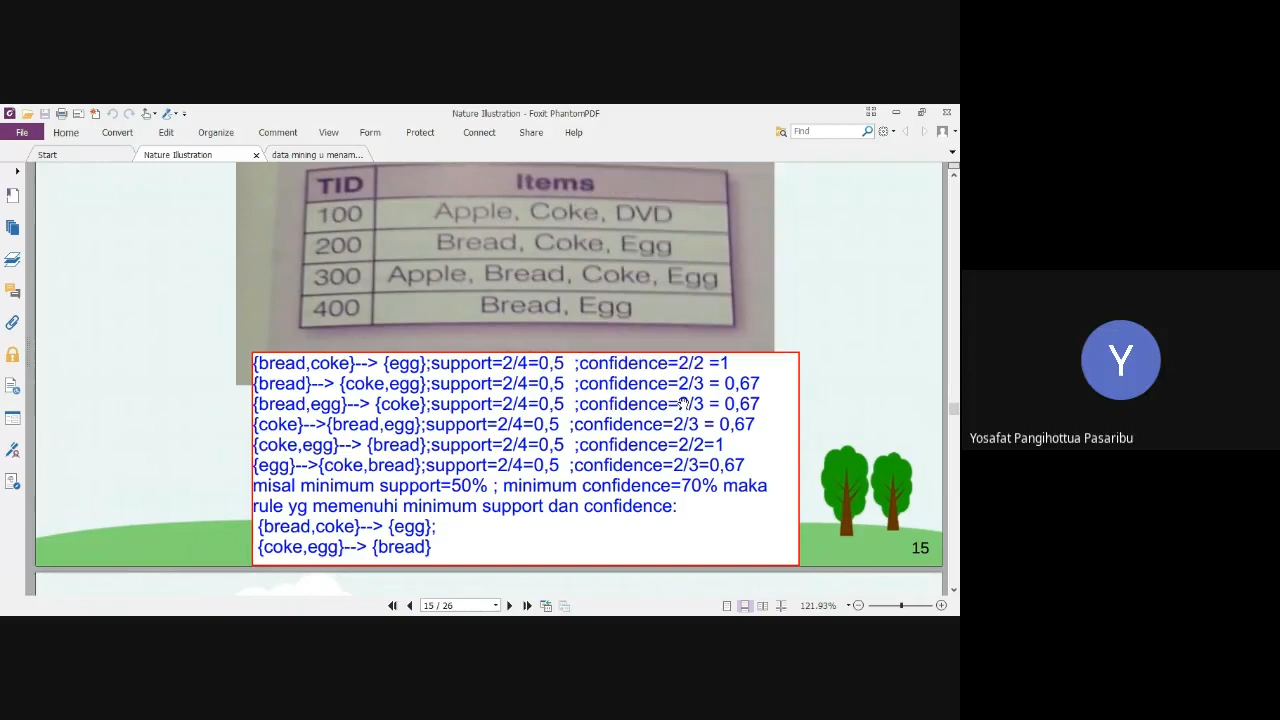 Nature Illustration - Foxit PhantomPDF
File Home Convert Edit Organize Comment View Form Protect Connect Share Help Find
Start Nature Illustration data mining u menam...
TID Items
100 Apple, Coke, DVD
200 Bread, Coke, Egg
300 Apple, Bread, Coke, Egg
400 Bread, Egg
{bread,coke}--> {egg};support=2/4=0,5 ;confidence=2/2 =1
{bread}--> {coke,egg};support=2/4=0,5 ;confidence=2/3 = 0,67
{bread,egg}--> {coke};support=2/4=0,5 ;confidence=2/3 = 0,67
{coke}-->{bread,egg};support=2/4=0,5 ;confidence=2/3 = 0,67
{coke,egg}--> {bread};support=2/4=0,5 ;confidence=2/2=1
{egg}-->{coke,bread};support=2/4=0,5 ;confidence=2/3=0,67
misal minimum support=50% ; minimum confidence=70% maka
rule yg memenuhi minimum support dan confidence:
{bread,coke}--> {egg};
{coke,egg}--> {bread}
15
15 / 26
121.93%
Y
Yosafat Pangihottua Pasaribu